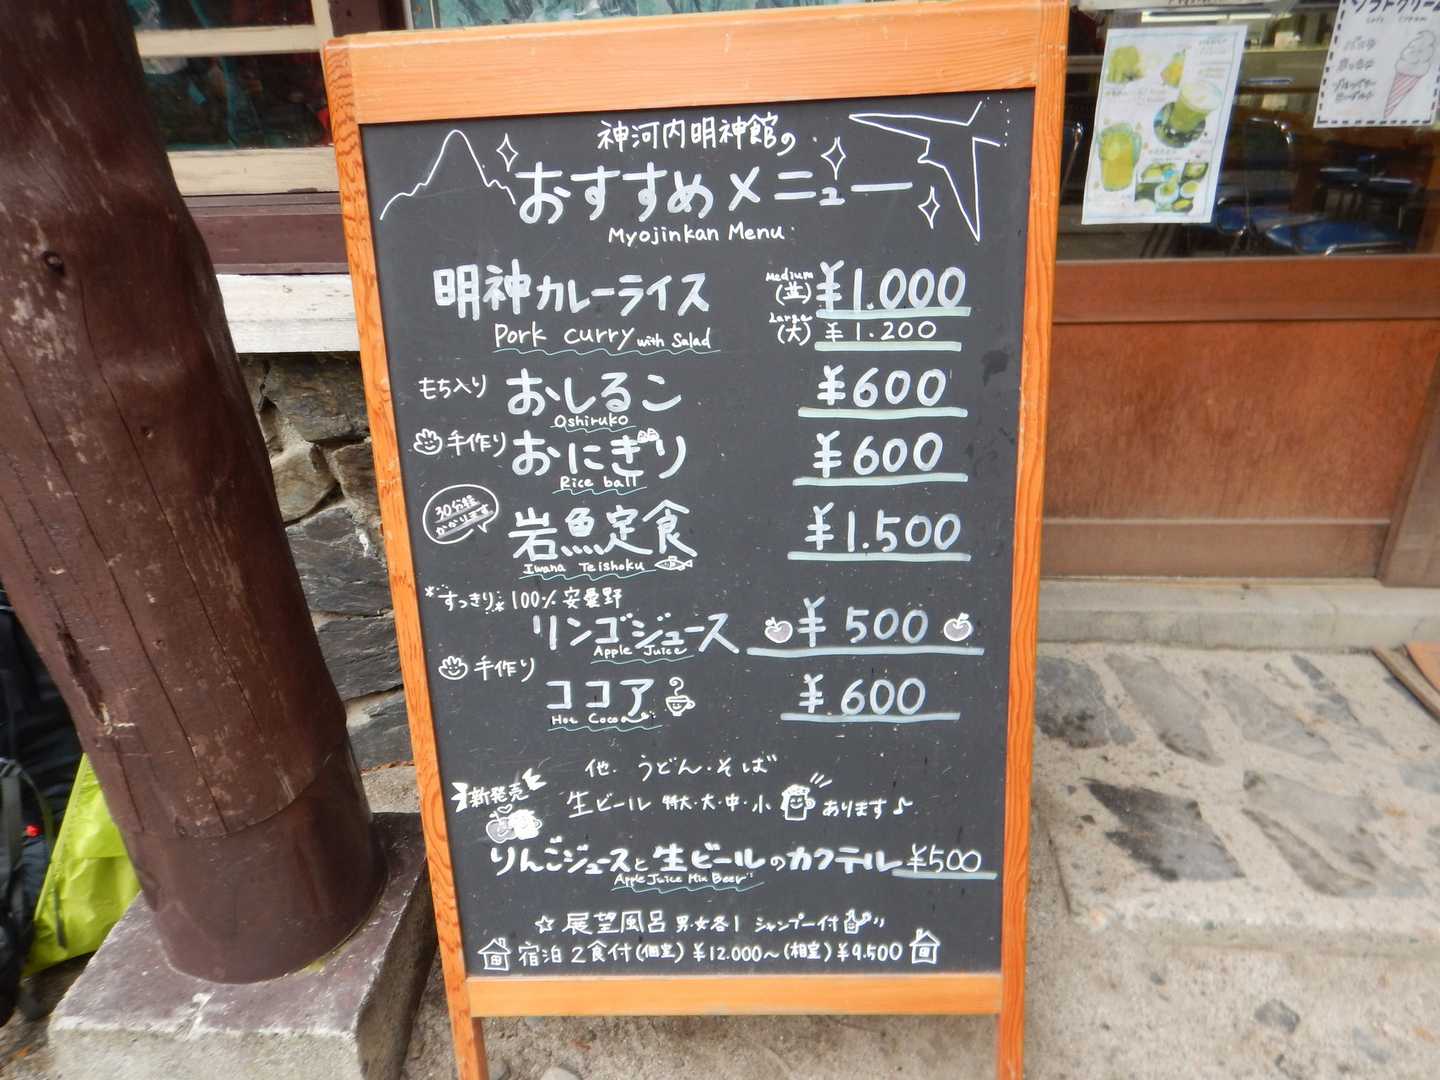 神河内明神館の
おすすめメニュー
Myojinkan Menu
明神カレーライス Medium (並) ¥1.000
Pork curry with Salad Large (大) ¥1.200
もち入り おしるこ ¥600
Oshiruko
手作り おにぎり ¥600
Rice ball
30分程
かかります
岩魚定食 ¥1.500
Iwana Teishoku
すっきり 100% 安曇野
リンゴジュース ¥500
Apple Juice
手作り
ココア ¥600
Hot Cocoa
他. うどん・そば
新発売
生ビール 特大・大・中・小 あります♪
りんごジュースと生ビールのカクテル ¥500
Apple Juice Mix Beer
☆ 展望風呂 男・女各1 シャンプー付
宿泊 2食付 (個室) ¥12.000〜 (相室) ¥9.500
ソフトクリーム